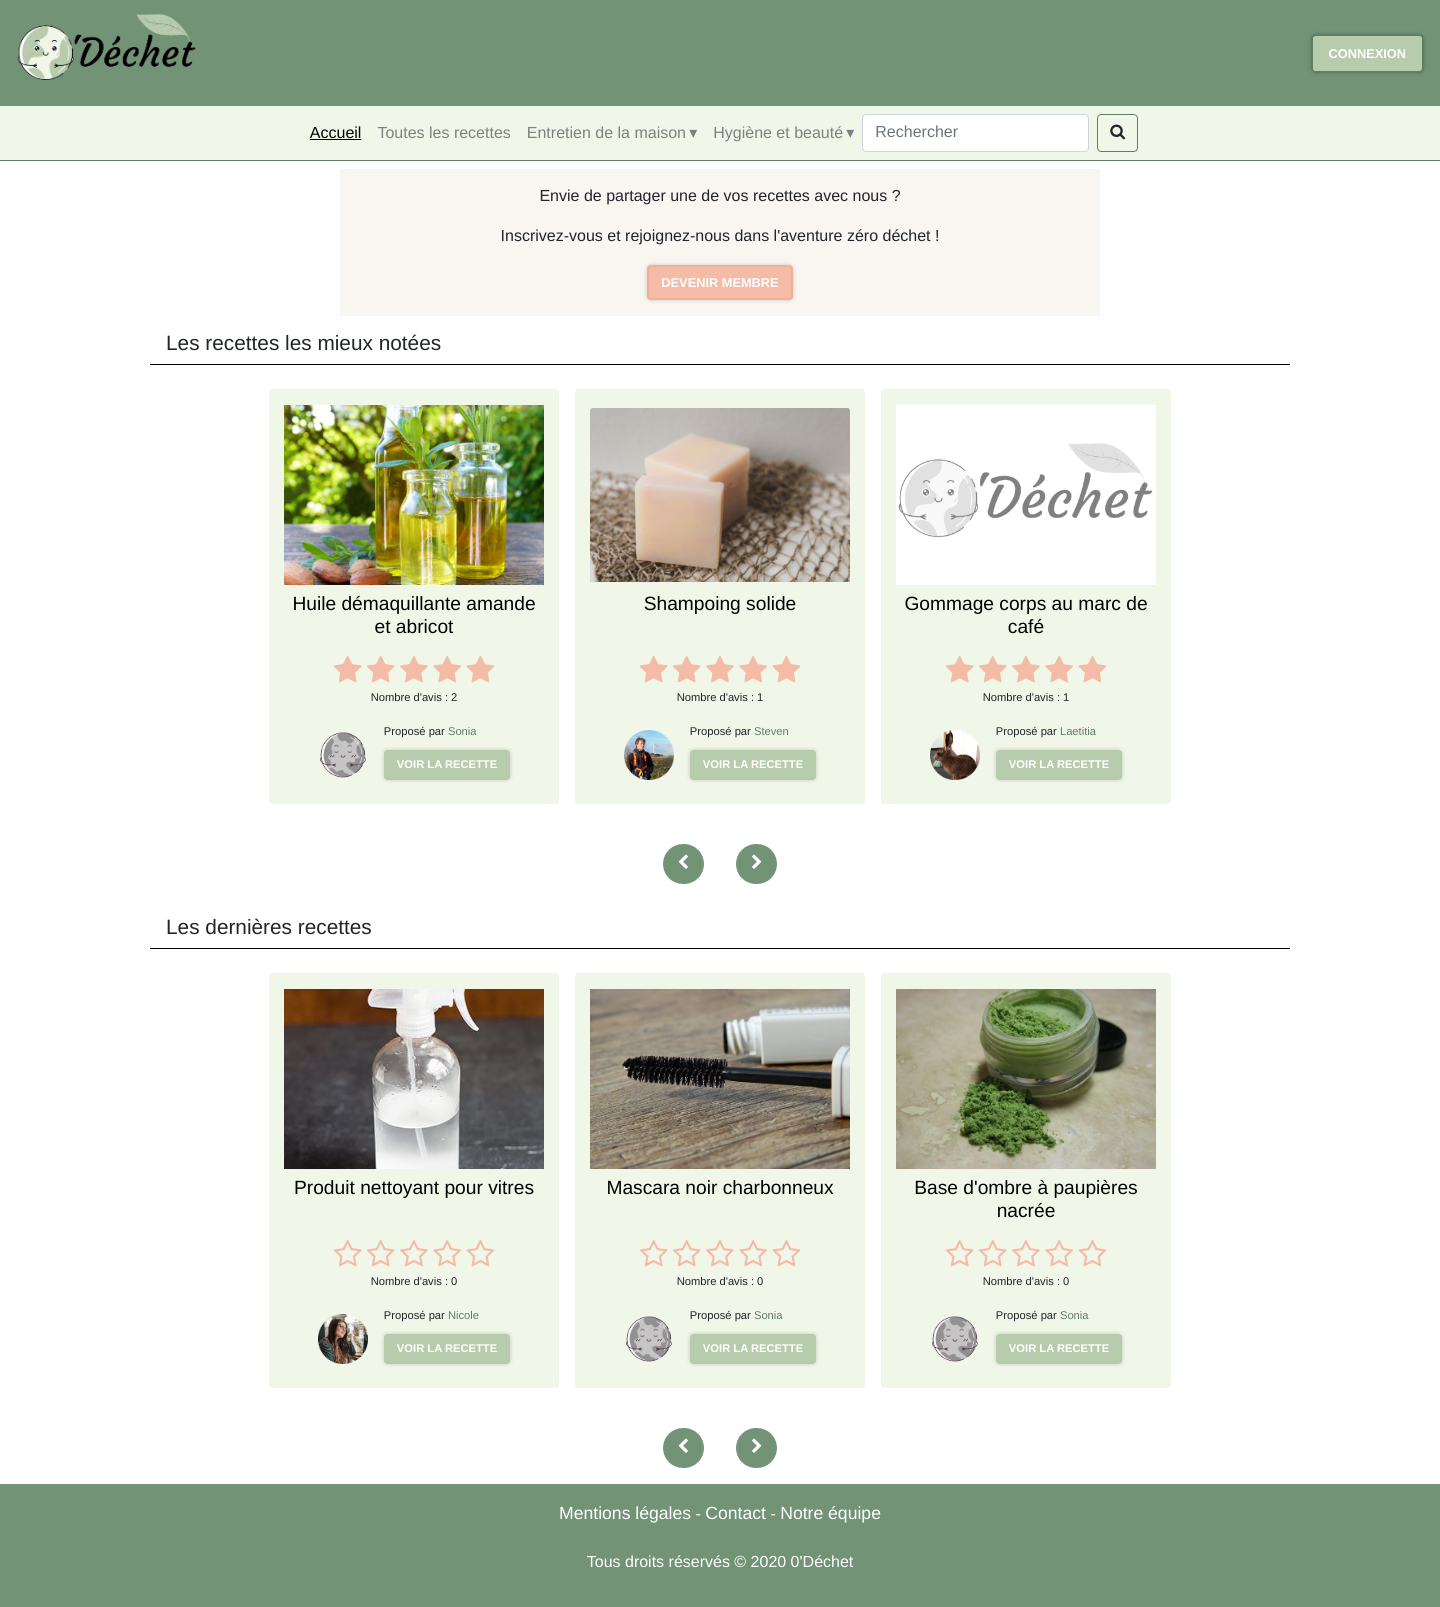 'Déchet
CONNEXION
Accueil Toutes les recettes Entretien de la maison ▾ Hygiène et beauté ▾ Rechercher
Envie de partager une de vos recettes avec nous ?
Inscrivez-vous et rejoignez-nous dans l'aventure zéro déchet !
DEVENIR MEMBRE
Les recettes les mieux notées
Huile démaquillante amande
et abricot
Nombre d'avis : 2
Proposé par Sonia
VOIR LA RECETTE
Shampoing solide
Nombre d'avis : 1
Proposé par Steven
VOIR LA RECETTE
'Déchet
Gommage corps au marc de
café
Nombre d'avis : 1
Proposé par Laetitia
VOIR LA RECETTE
Les dernières recettes
Produit nettoyant pour vitres
Nombre d'avis : 0
Proposé par Nicole
VOIR LA RECETTE
Mascara noir charbonneux
Nombre d'avis : 0
Proposé par Sonia
VOIR LA RECETTE
Base d'ombre à paupières
nacrée
Nombre d'avis : 0
Proposé par Sonia
VOIR LA RECETTE
Mentions légales - Contact - Notre équipe
Tous droits réservés © 2020 0'Déchet